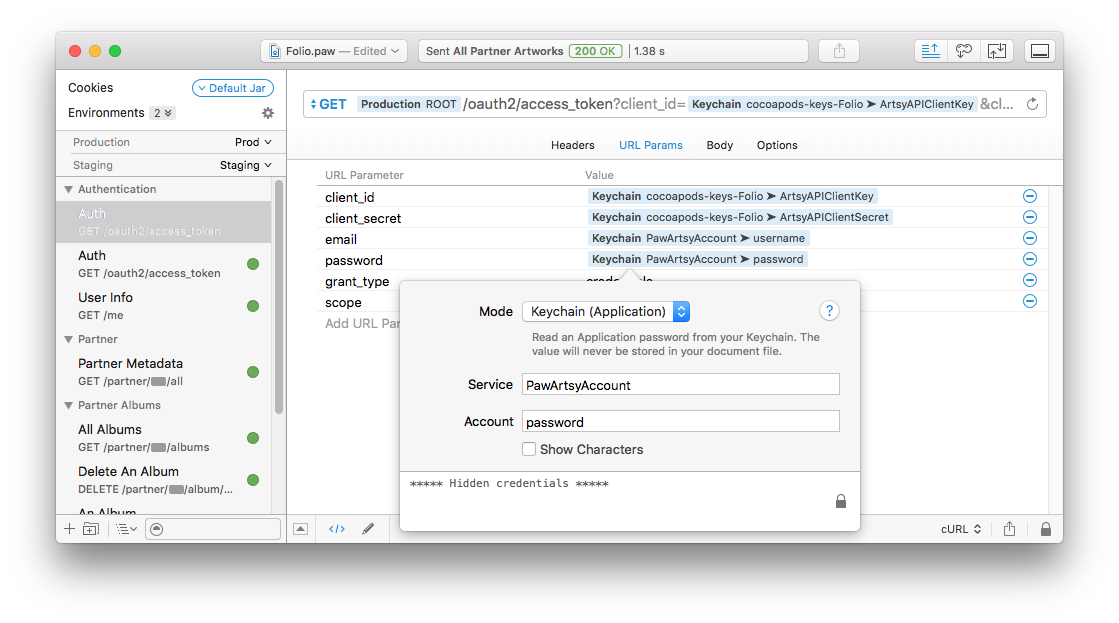 Folio.paw — Edited
Sent All Partner Artworks 200 OK | 1.38 s
Cookies
Default Jar
Environments 2
Production Prod
Staging Staging
Authentication
Auth
GET /oauth2/access_token
Auth
GET /oauth2/access_token
User Info
GET /me
Partner
Partner Metadata
GET /partner/ /all
Partner Albums
All Albums
GET /partner/ /albums
Delete An Album
DELETE /partner/ /album/...
An Album
GET Production ROOT /oauth2/access_token?client_id= Keychain cocoapods-keys-Folio ➤ ArtsyAPIClientKey &cl...
Headers URL Params Body Options
URL Parameter Value
client_id Keychain cocoapods-keys-Folio ➤ ArtsyAPIClientKey
client_secret Keychain cocoapods-keys-Folio ➤ ArtsyAPIClientSecret
email Keychain PawArtsyAccount ➤ username
password Keychain PawArtsyAccount ➤ password
grant_type
scope
Add URL Par
Mode Keychain (Application) ?
Read an Application password from your Keychain. The
value will never be stored in your document file.
Service PawArtsyAccount
Account password
Show Characters
***** Hidden credentials *****
</> cURL